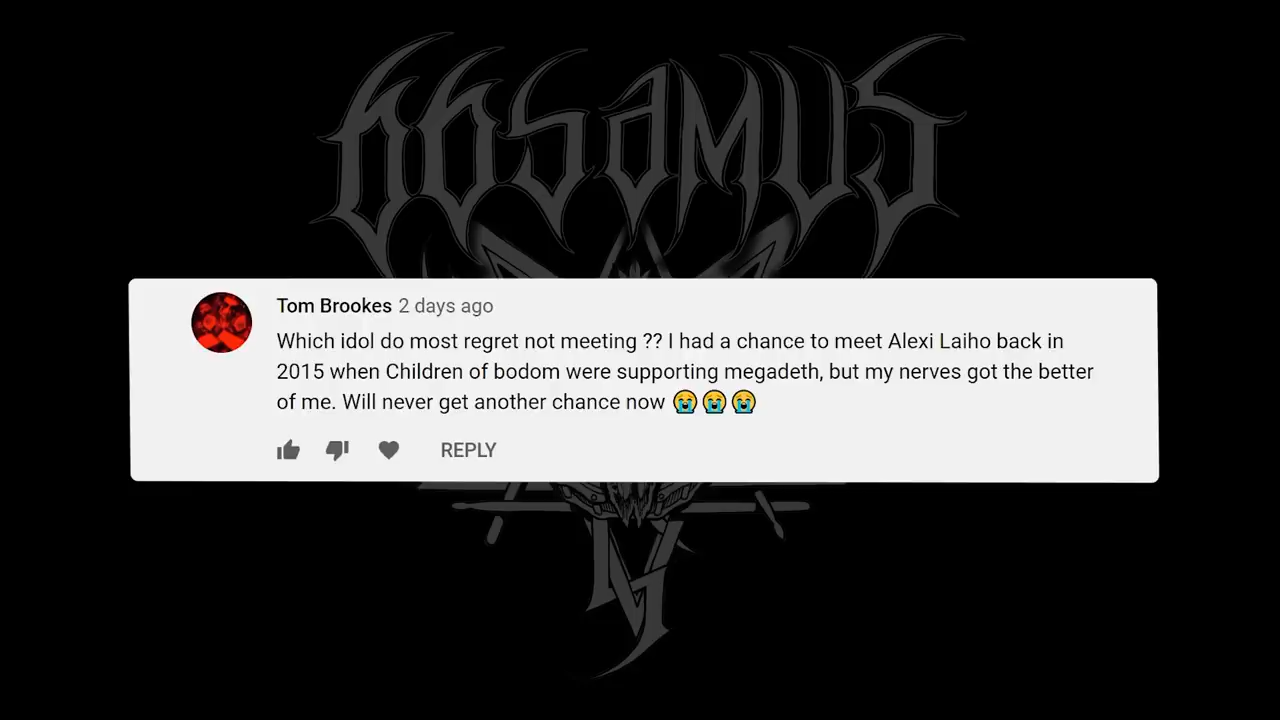 66SAMUS
Tom Brookes 2 days ago
Which idol do most regret not meeting ?? I had a chance to meet Alexi Laiho back in
2015 when Children of bodom were supporting megadeth, but my nerves got the better
of me. Will never get another chance now 😭😭😭
REPLY